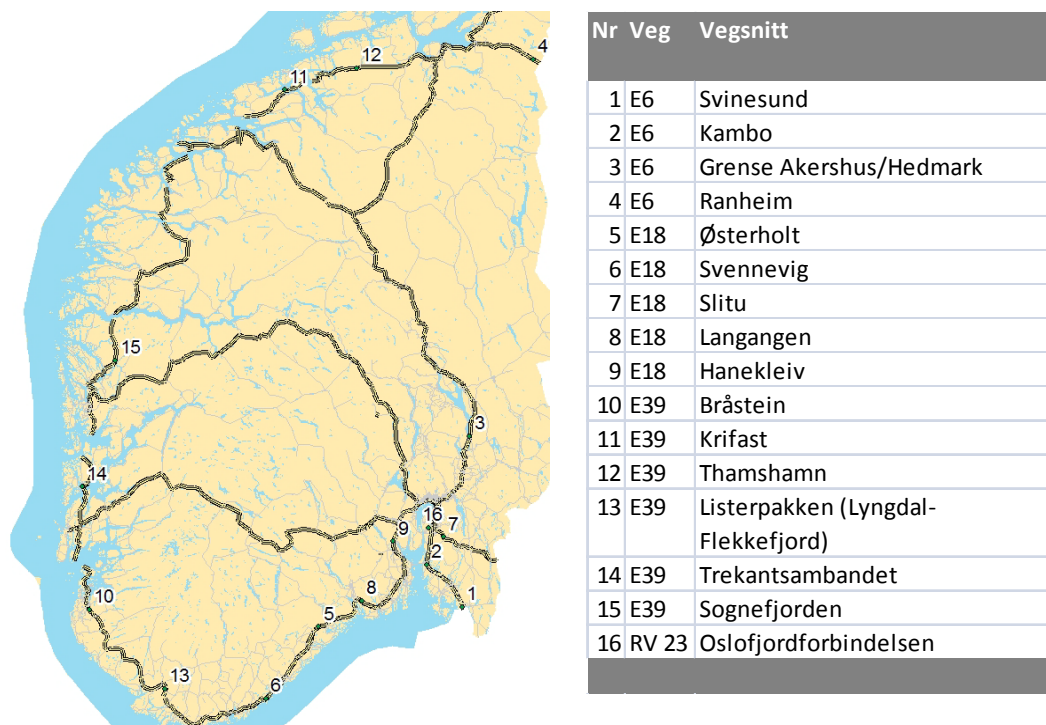 12
4
11
15
3
14
16
7
9
2
8
1
10
5
13
6
Nr Veg Vegsnitt
1 E6 Svinesund
2 E6 Kambo
3 E6 Grense Akershus/Hedmark
4 E6 Ranheim
5 E18 Østerholt
6 E18 Svennevig
7 E18 Slitu
8 E18 Langangen
9 E18 Hanekleiv
10 E39 Bråstein
11 E39 Krifast
12 E39 Thamshamn
13 E39 Listerpakken (Lyngdal-
Flekkefjord)
14 E39 Trekantsambandet
15 E39 Sognefjorden
16 RV 23 Oslofjordforbindelsen